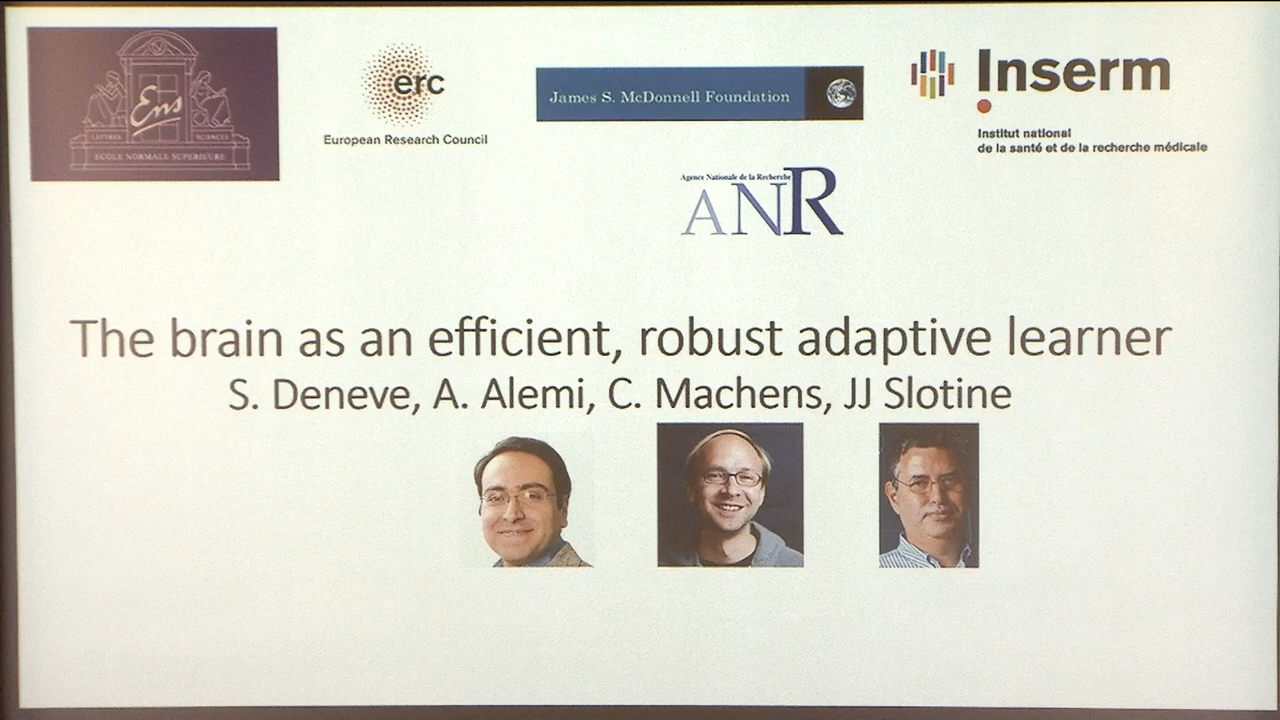 Ens
LETTRES
SCIENCES
ECOLE NORMALE SUPERIEURE
erc
European Research Council
James S. McDonnell Foundation
Inserm
Institut national
de la santé et de la recherche médicale
Agence Nationale de la Recherche
ANR
The brain as an efficient, robust adaptive learner
S. Deneve, A. Alemi, C. Machens, JJ Slotine